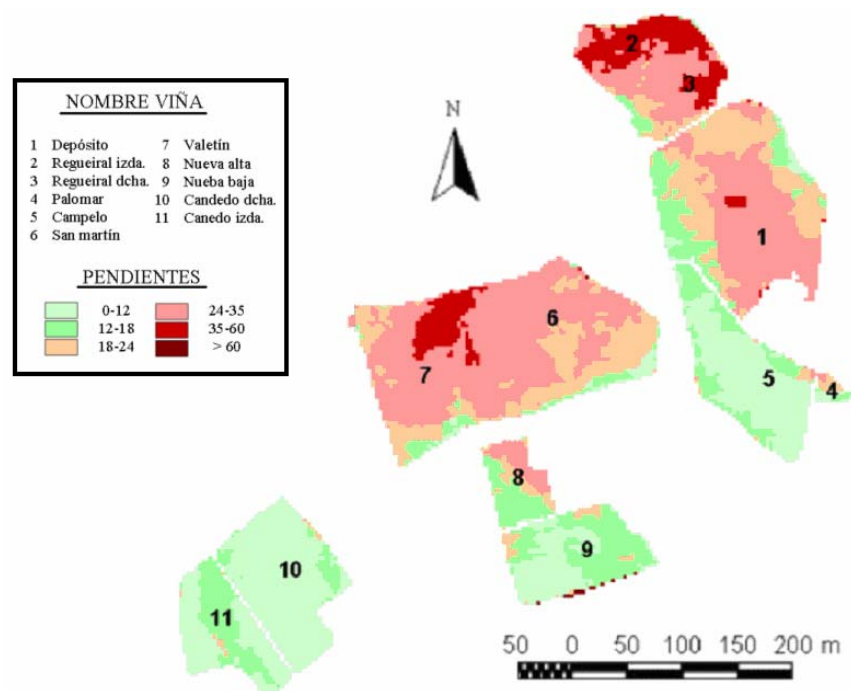 NOMBRE VIÑA
1 Depósito 7 Valetín
2 Regueiral izda. 8 Nueva alta
3 Regueiral dcha. 9 Nueba baja
4 Palomar 10 Candedo dcha.
5 Campelo 11 Canedo izda.
6 San martín
PENDIENTES
0-12 24-35
12-18 35-60
18-24 > 60
N
2
3
1
6
7
5
4
8
9
10
11
50 0 50 100 150 200 m